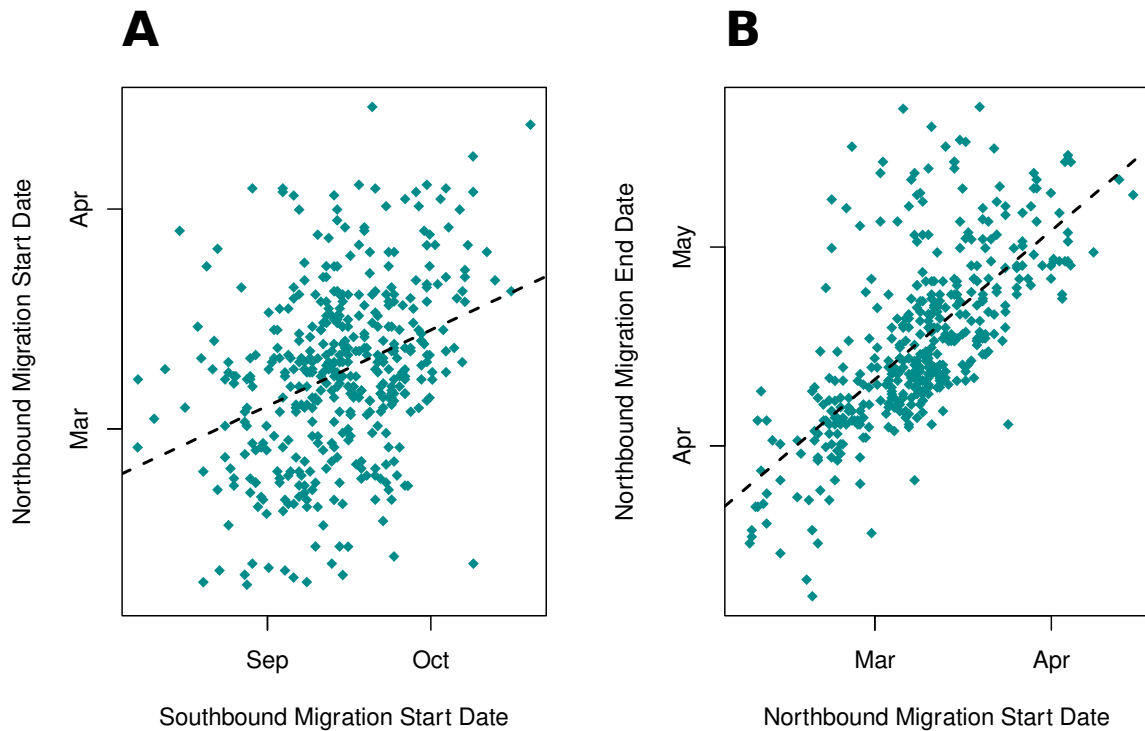 A
Northbound Migration Start Date
Apr
Mar
Sep
Oct
Southbound Migration Start Date
B
Northbound Migration End Date
May
Apr
Mar
Apr
Northbound Migration Start Date